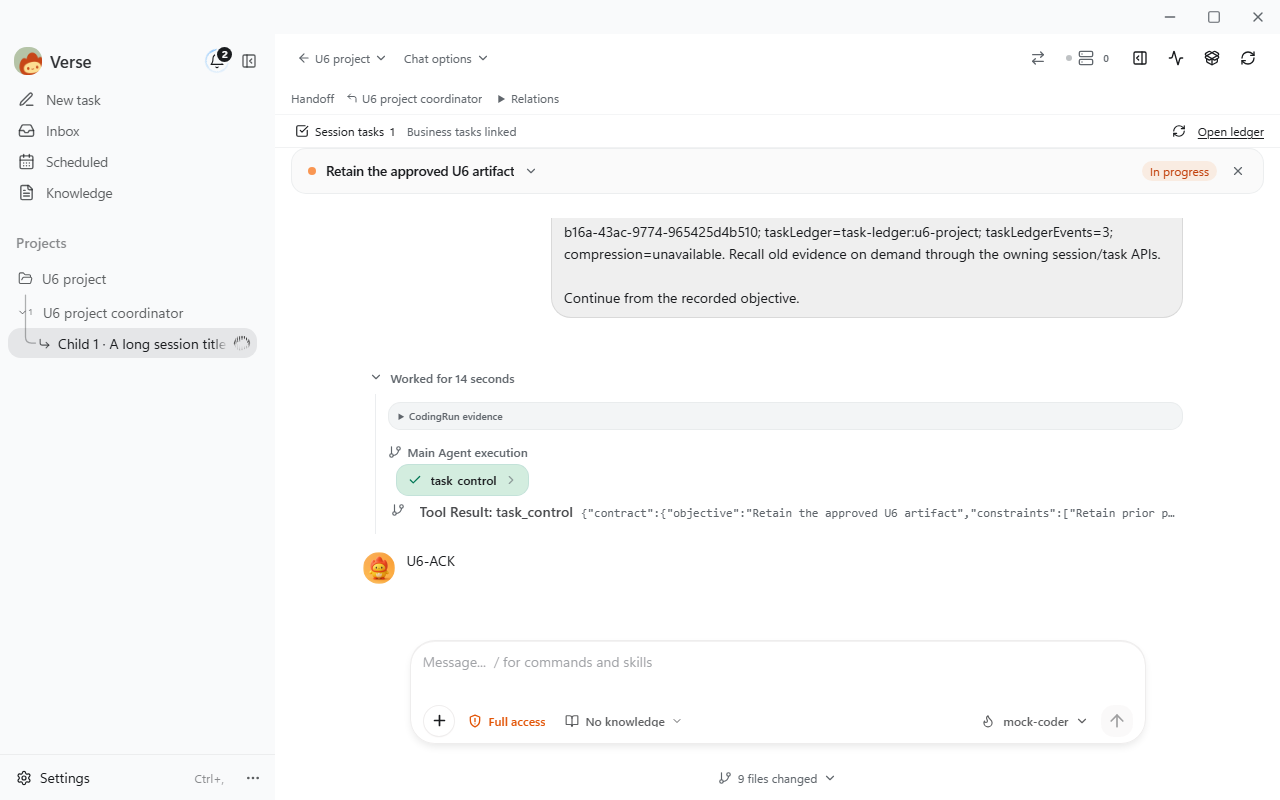 Verse
2
New task
Inbox
Scheduled
Knowledge
Projects
U6 project
1 U6 project coordinator
Child 1 · A long session title
Settings
Ctrl+,
U6 project
Chat options
0
Handoff
U6 project coordinator
Relations
Session tasks 1
Business tasks linked
Open ledger
Retain the approved U6 artifact
In progress
b16a-43ac-9774-965425d4b510; taskLedger=task-ledger:u6-project; taskLedgerEvents=3;
compression=unavailable. Recall old evidence on demand through the owning session/task APIs.
Continue from the recorded objective.
Worked for 14 seconds
CodingRun evidence
Main Agent execution
task control
Tool Result: task_control {"contract":{"objective":"Retain the approved U6 artifact","constraints":["Retain prior p…
U6-ACK
Message... / for commands and skills
Full access
No knowledge
mock-coder
9 files changed